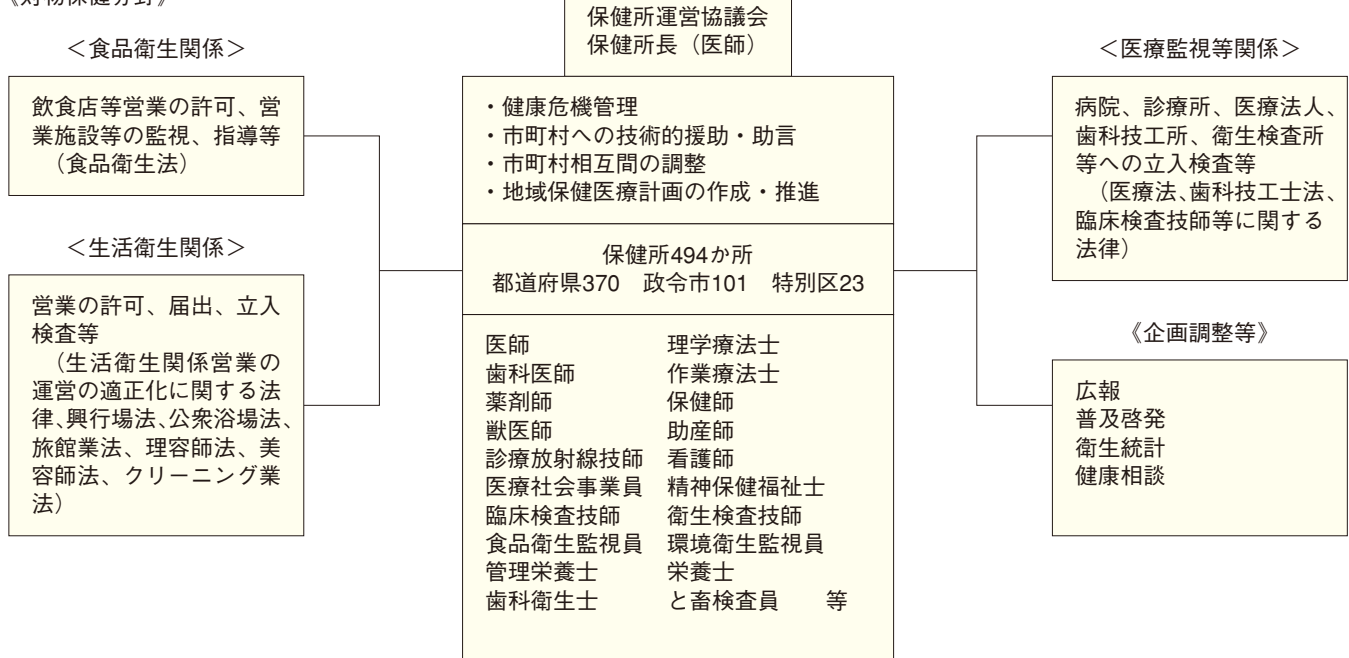 《対物保健分野》
＜食品衛生関係＞
飲食店等営業の許可、営
業施設等の監視、指導等
（食品衛生法）
＜生活衛生関係＞
営業の許可、届出、立入
検査等
（生活衛生関係営業の
運営の適正化に関する法
律、興行場法、公衆浴場法、
旅館業法、理容師法、美
容師法、クリーニング業
法）
保健所運営協議会
保健所長（医師）
・健康危機管理
・市町村への技術的援助・助言
・市町村相互間の調整
・地域保健医療計画の作成・推進
保健所494か所
都道府県370　政令市101　特別区23
医師　理学療法士
歯科医師　作業療法士
薬剤師　保健師
獣医師　助産師
診療放射線技師　看護師
医療社会事業員　精神保健福祉士
臨床検査技師　衛生検査技師
食品衛生監視員　環境衛生監視員
管理栄養士　栄養士
歯科衛生士　と畜検査員　等
＜医療監視等関係＞
病院、診療所、医療法人、
歯科技工所、衛生検査所
等への立入検査等
（医療法、歯科技工士法、
臨床検査技師等に関する
法律）
《企画調整等》
広報
普及啓発
衛生統計
健康相談